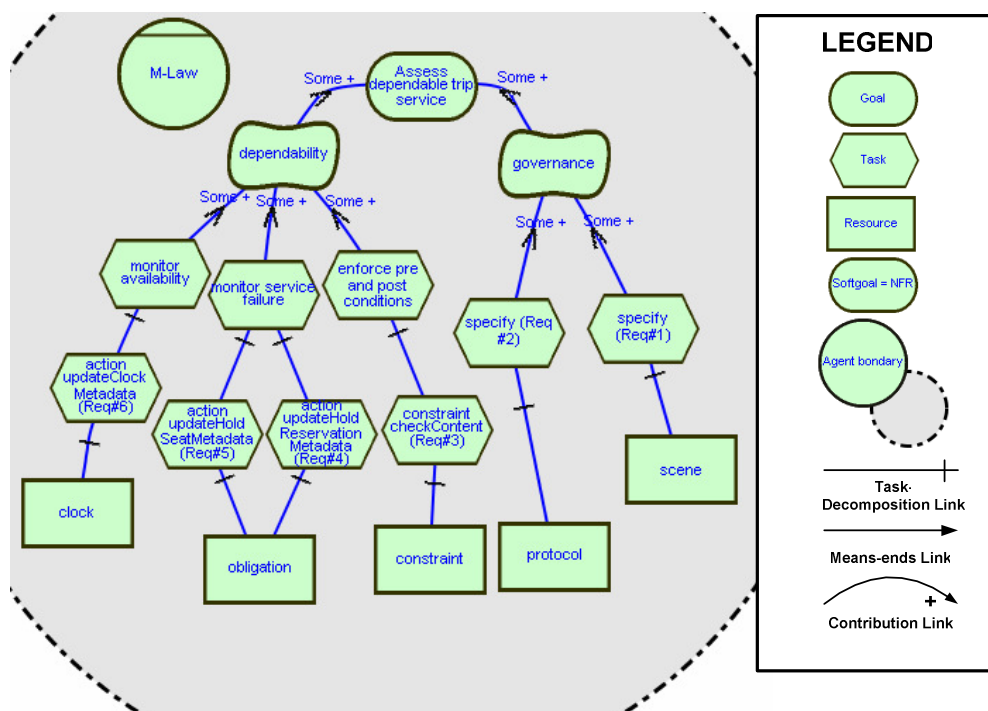 M-Law
Some +
Assess
dependable trip
service
Some +
dependability
governance
Some +
Some +
Some +
Some +
Some +
monitor
availability
monitor service
failure
enforce pre
and post
conditions
specify (Req
#2)
specify
(Req#1)
action
updateClock
Metadata
(Req#6)
action
updateHold
SeatMetadata
(Req#5)
action
updateHold
Reservation
Metadata
(Req#4)
constraint
checkContent
(Req#3)
scene
clock
obligation
constraint
protocol
LEGEND
Goal
Task
Resource
Softgoal = NFR
Agent bondary
Task-
Decomposition Link
Means-ends Link
+
Contribution Link